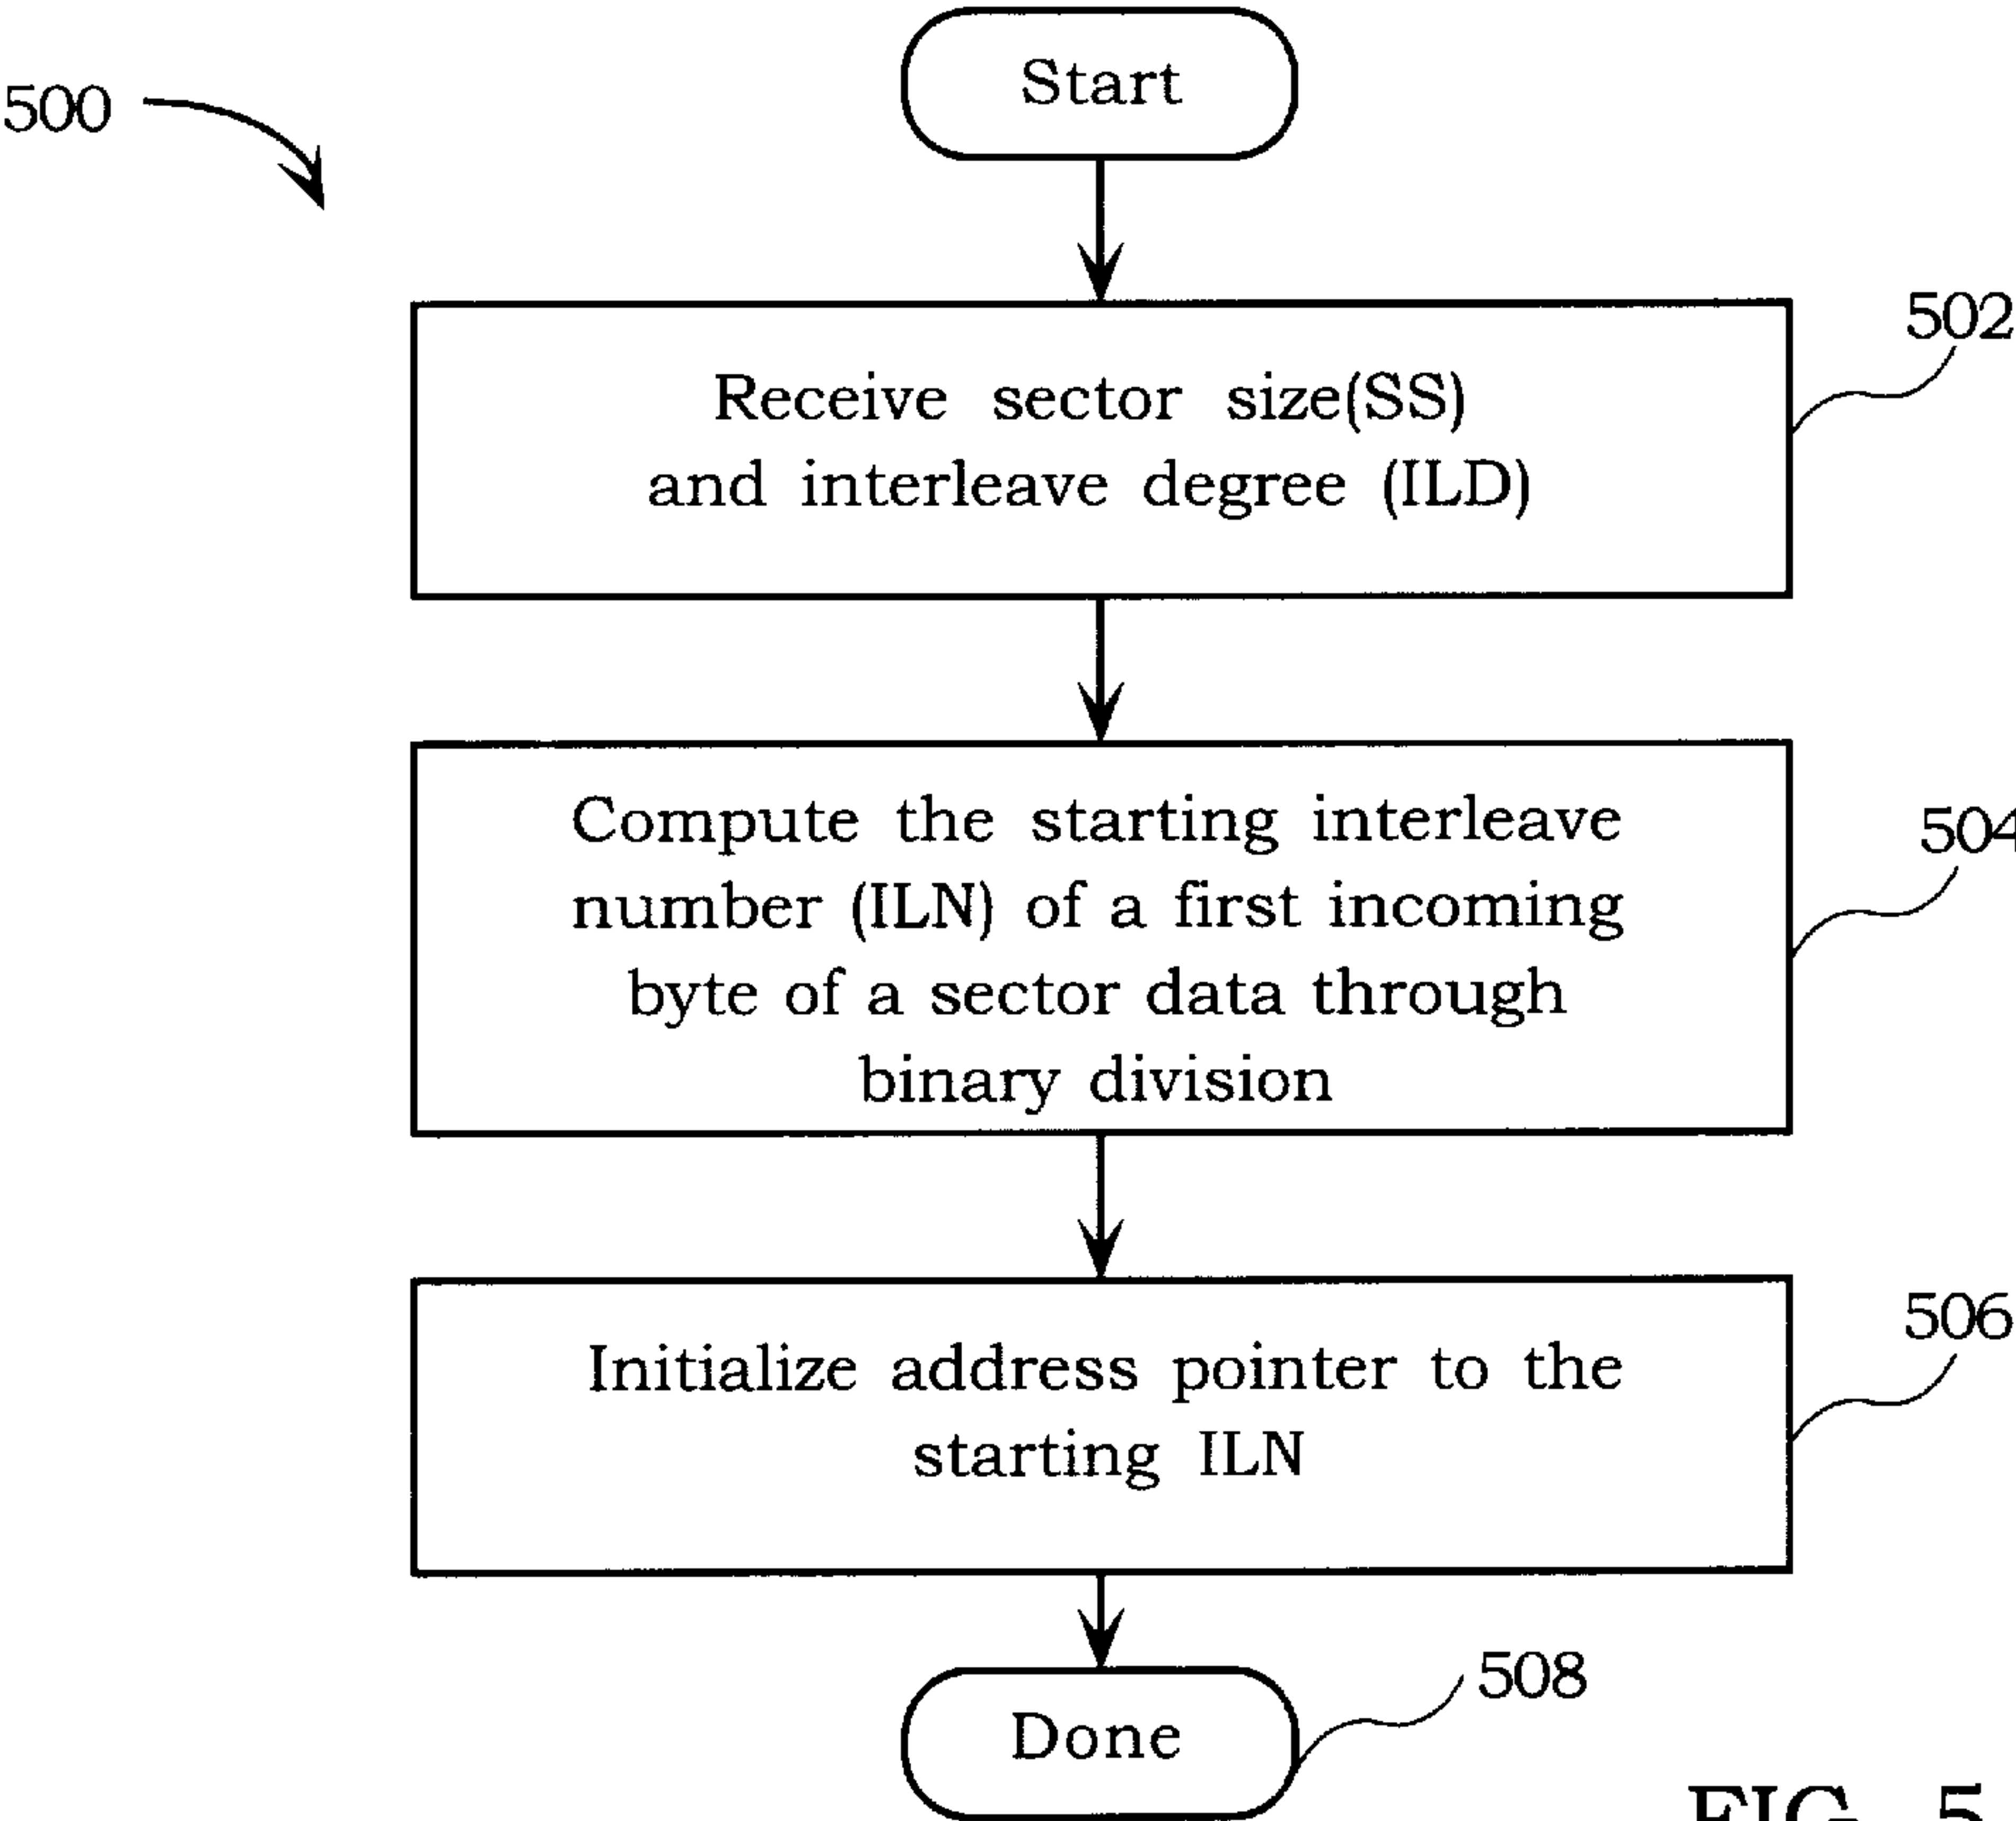 Start
500
502
Receive sector size(SS)
and interleave degree (ILD)
504
Compute the starting interleave
number (ILN) of a first incoming
byte of a sector data through
binary division
506
Initialize address pointer to the
starting ILN
508
Done
FIG. 5